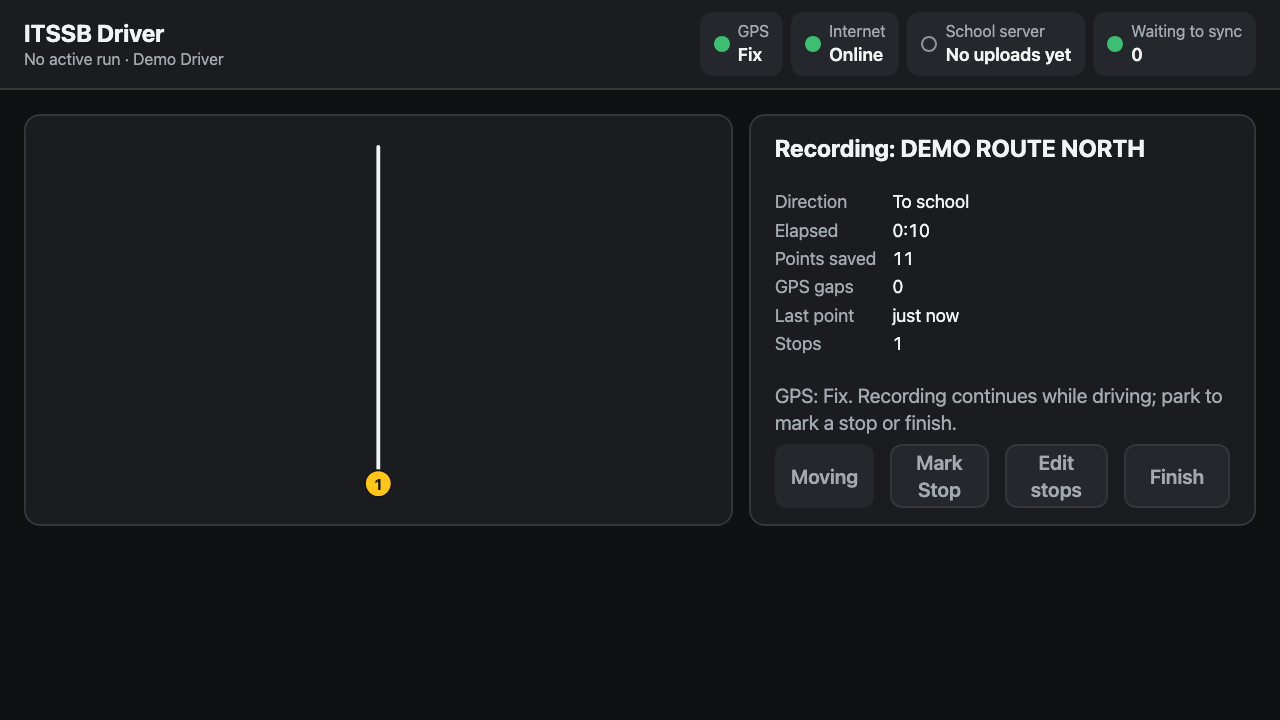 ITSSB Driver
No active run · Demo Driver
GPS
Fix
Internet
Online
School server
No uploads yet
Waiting to sync
0
1
Recording: DEMO ROUTE NORTH
Direction To school
Elapsed 0:10
Points saved 11
GPS gaps 0
Last point just now
Stops 1
GPS: Fix. Recording continues while driving; park to
mark a stop or finish.
Moving
Mark
Stop
Edit
stops
Finish